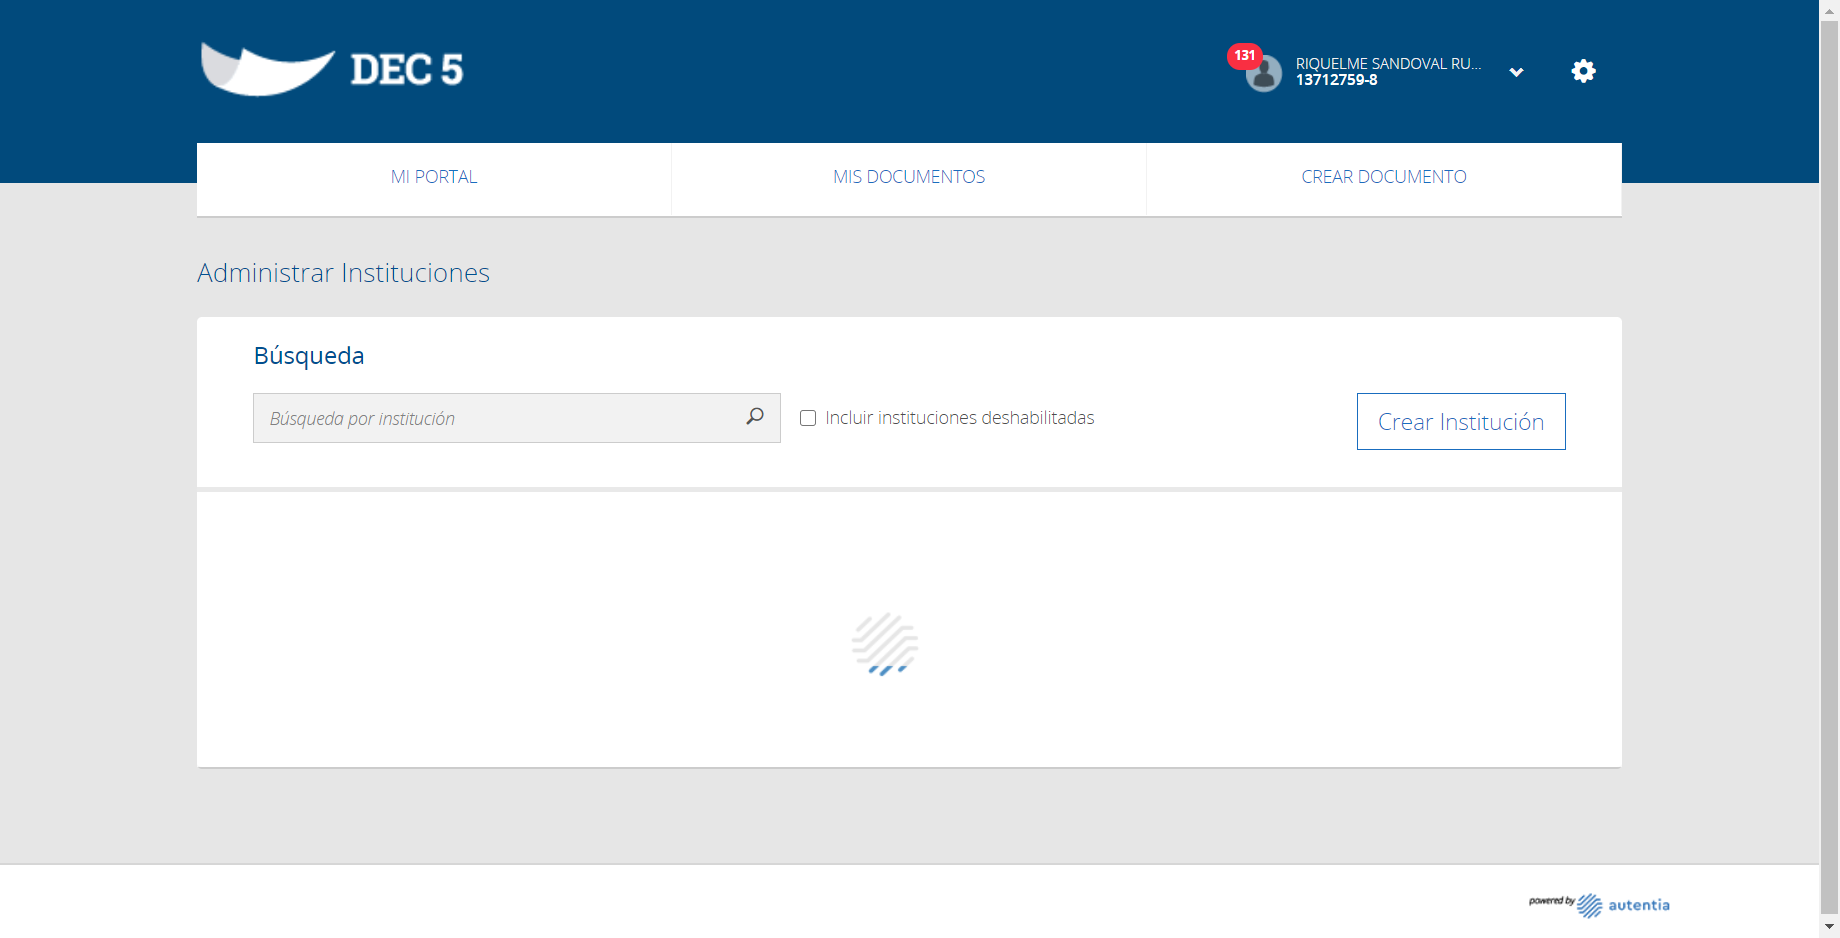 DEC 5
131
RIQUELME SANDOVAL RU...
13712759-8
MI PORTAL
MIS DOCUMENTOS
CREAR DOCUMENTO
Administrar Instituciones
Búsqueda
Búsqueda por institución
Incluir instituciones deshabilitadas
Crear Institución
powered by autentia